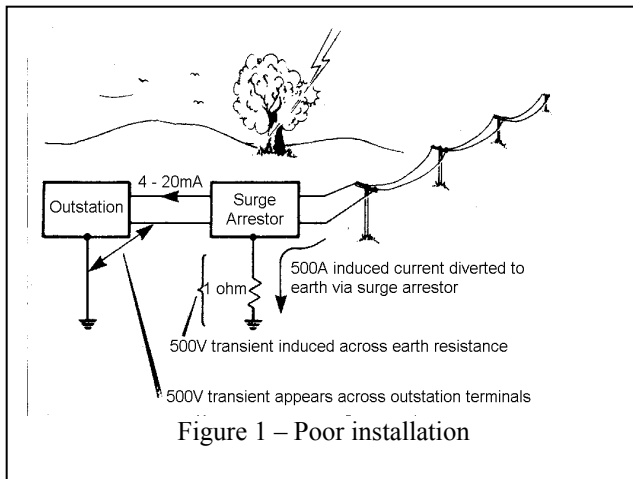 4 - 20mA
Outstation
Surge
Arrestor
1 ohm
500A induced current diverted to
earth via surge arrestor
500V transient induced across earth resistance
500V transient appears across outstation terminals
Figure 1 – Poor installation